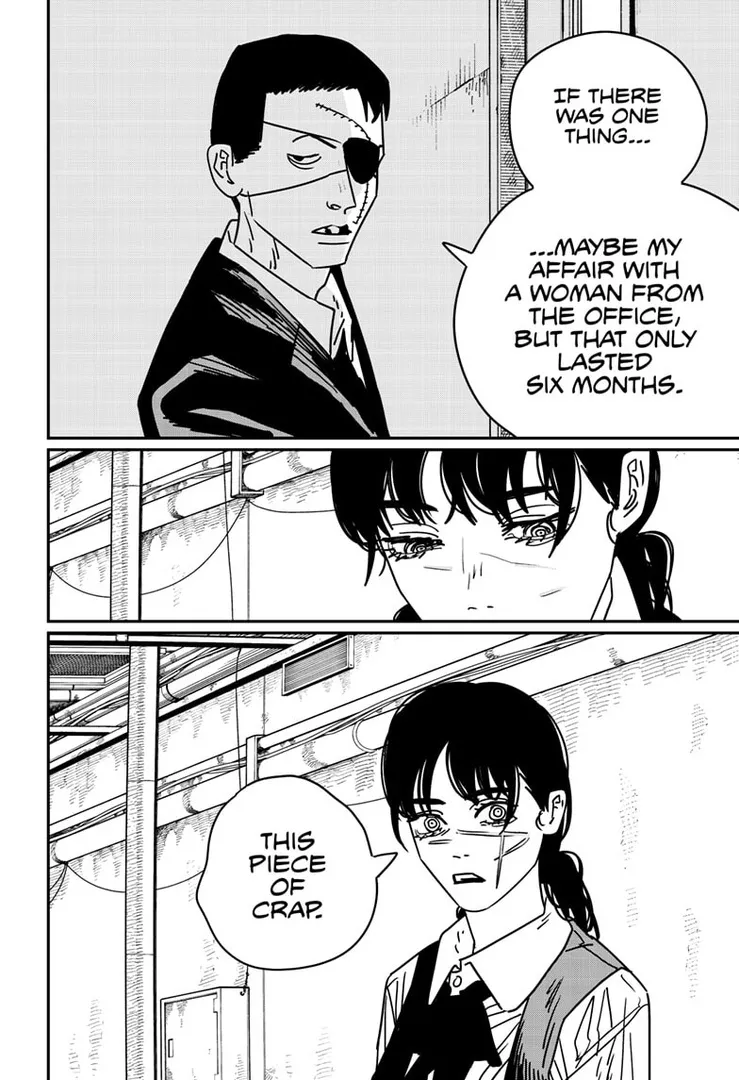 IF THERE
WAS ONE
THING...
...MAYBE MY
AFFAIR WITH
A WOMAN FROM
THE OFFICE,
BUT THAT ONLY
LASTED
SIX MONTHS.
THIS
PIECE
OF
CRAP.